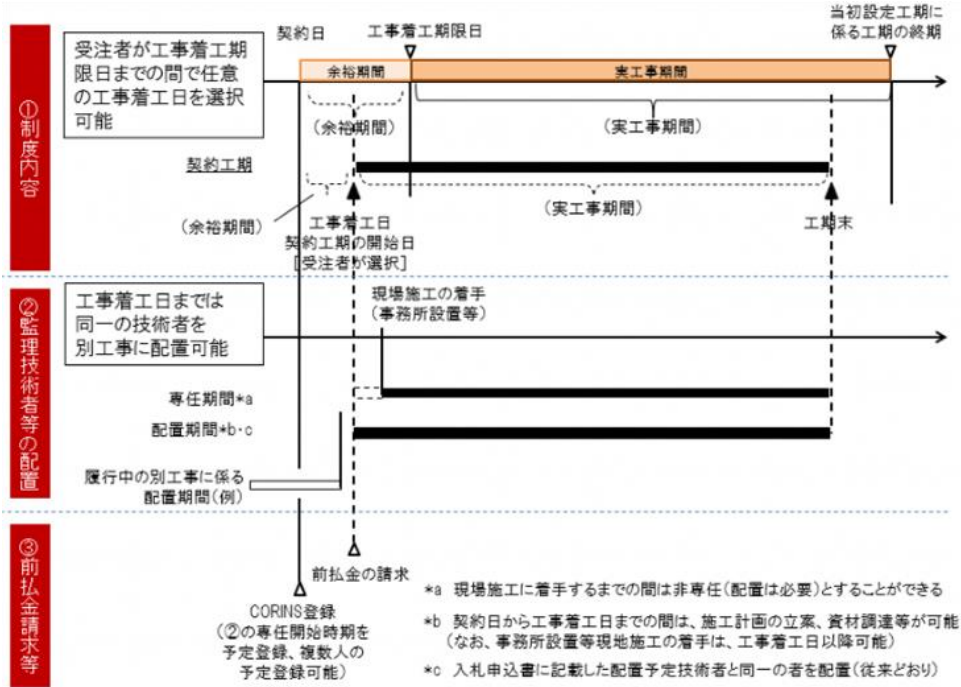 ①制度内容
受注者が工事着工期
限日までの間で任意
の工事着工日を選択
可能
契約日
工事着工期限日
当初設定工期に
係る工期の終期
余裕期間
実工事期間
(余裕期間)
(実工事期間)
契約工期
(余裕期間)
(実工事期間)
工事着工日
契約工期の開始日
[受注者が選択]
工期末
②監理技術者等の配置
工事着工日までは
同一の技術者を
別工事に配置可能
現場施工の着手
(事務所設置等)
専任期間*a
配置期間*b・c
履行中の別工事に係る
配置期間(例)
③前払金請求等
前払金の請求
CORINS登録
(②の専任開始時期を
予定登録、複数人の
予定登録可能)
*a 現場施工に着手するまでの間は非専任(配置は必要)とすることができる
*b 契約日から工事着工日までの間は、施工計画の立案、資材調達等が可能
(なお、事務所設置等現地施工の着手は、工事着工日以降可能)
*c 入札申込書に記載した配置予定技術者と同一の者を配置(従来どおり)